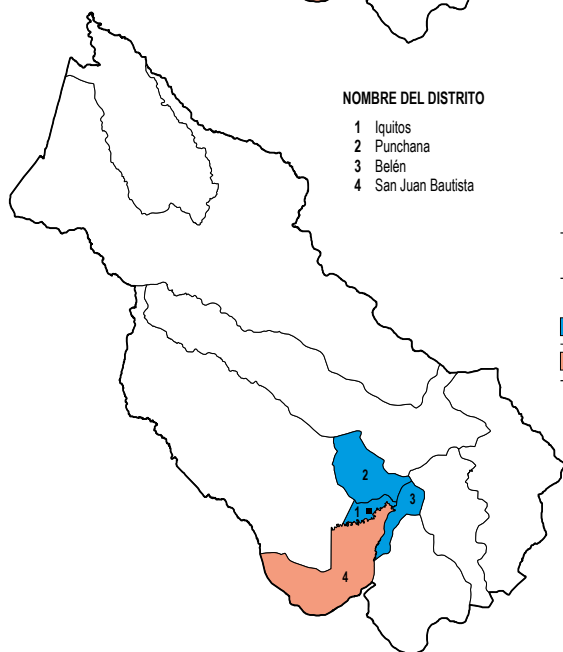 NOMBRE DEL DISTRITO
1 Iquitos
2 Punchana
3 Belén
4 San Juan Bautista
2
3
1
4